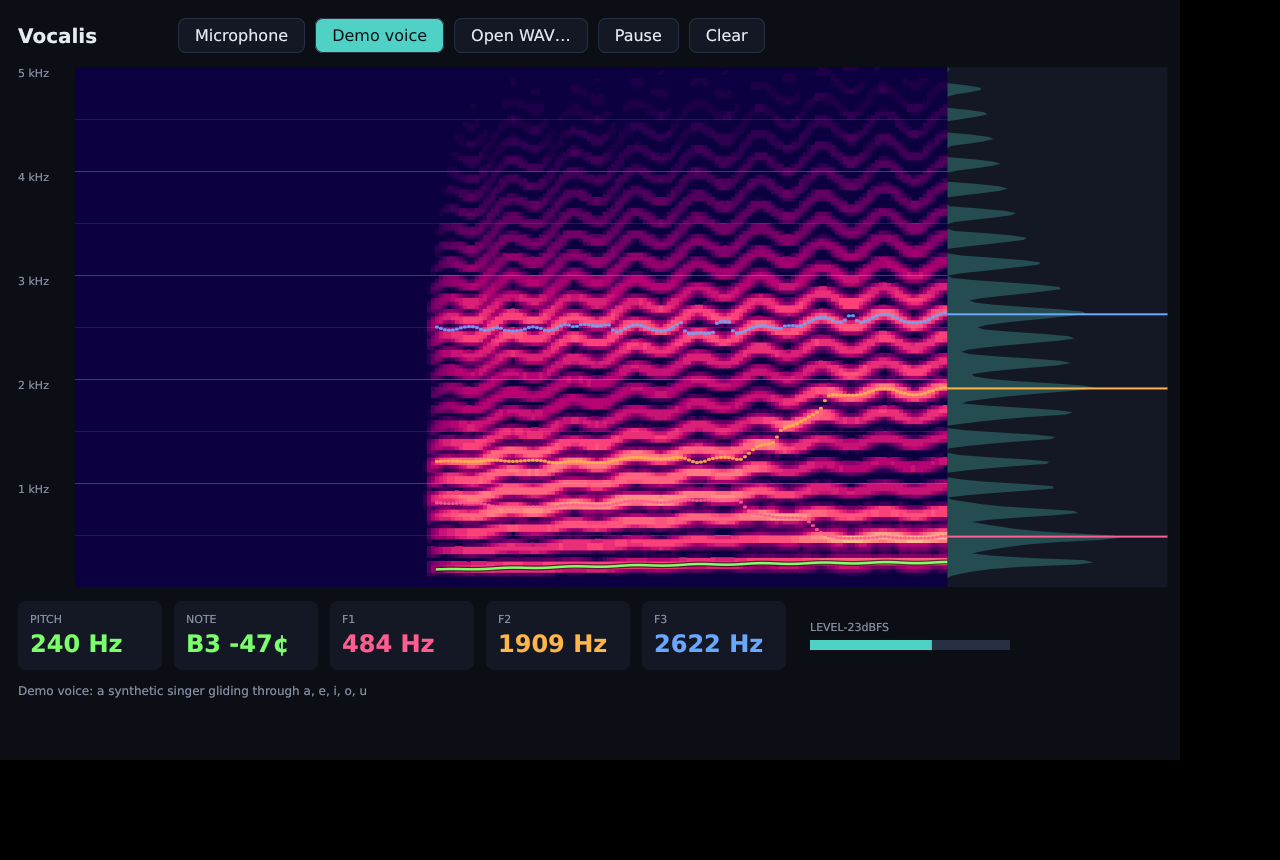 Vocalis
Microphone
Demo voice
Open WAV...
Pause
Clear
5 kHz
4 kHz
3 kHz
2 kHz
1 kHz
PITCH
240 Hz
NOTE
B3 -47¢
F1
484 Hz
F2
1909 Hz
F3
2622 Hz
LEVEL-23dBFS
Demo voice: a synthetic singer gliding through a, e, i, o, u